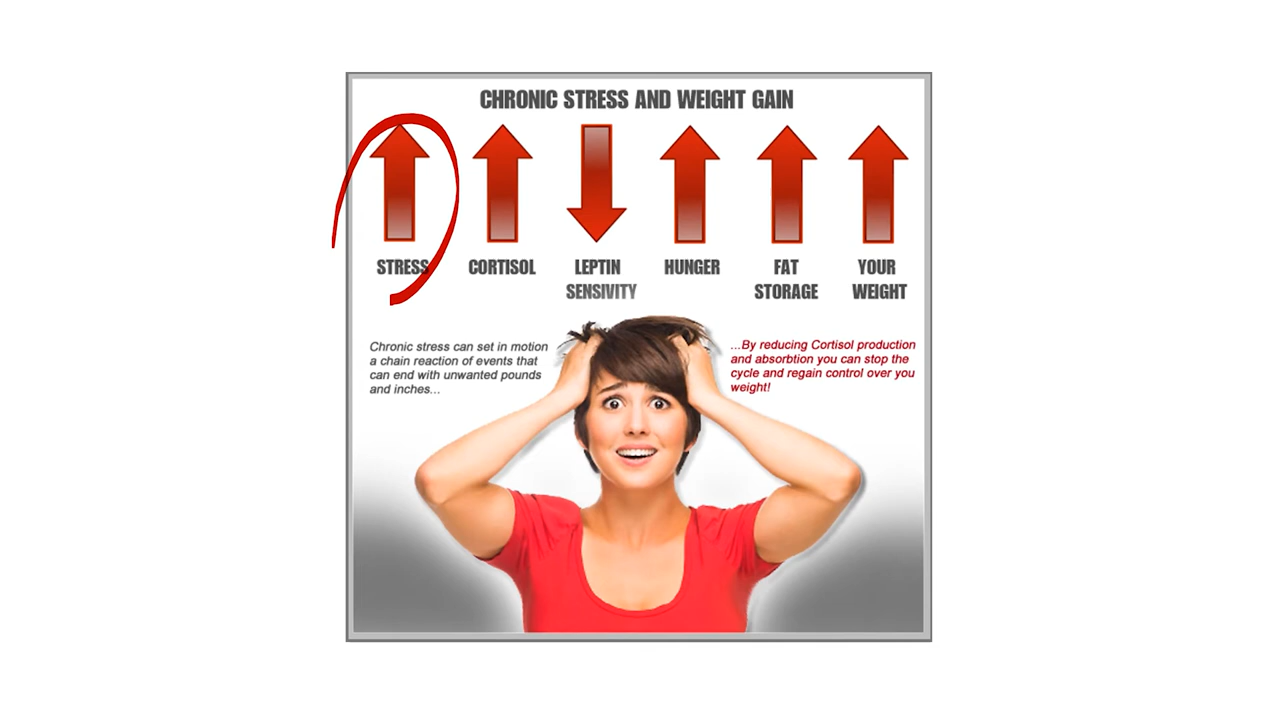 CHRONIC STRESS AND WEIGHT GAIN
STRESS
CORTISOL
LEPTIN
SENSIVITY
HUNGER
FAT
STORAGE
YOUR
WEIGHT
Chronic stress can set in motion
a chain reaction of events that
can end with unwanted pounds
and inches...
...By reducing Cortisol production
and absorbtion you can stop the
cycle and regain control over you
weight!